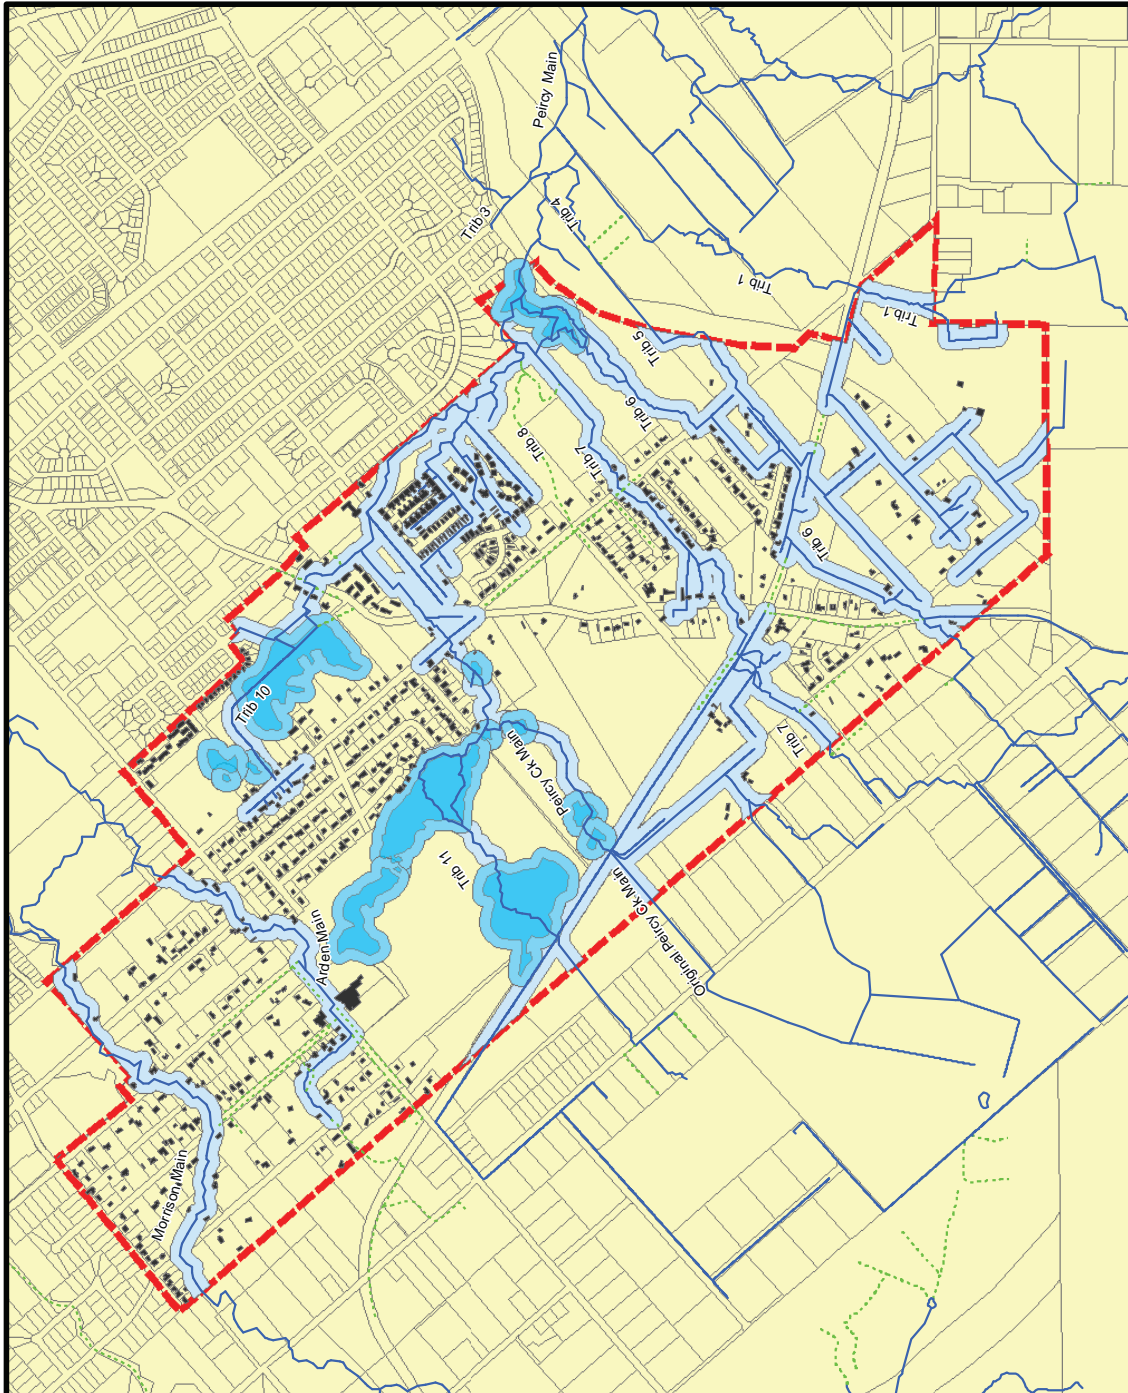 Peircy Main
Trib 3
Trib 4
Trib 1
Trib 1
Trib 5
Trib 6
Trib 8
Trib 7
Trib 6
Trib 10
Trib 7
Peircy Ck Main
Trib 11
Original Peircy Ck Main
Arden Main
Morrison Main